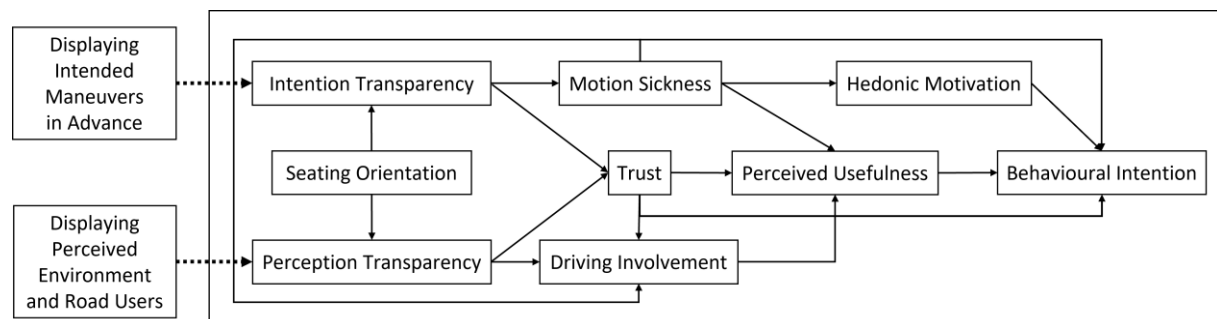 Displaying
Intended
Maneuvers
in Advance
Intention Transparency
Motion Sickness
Hedonic Motivation
Seating Orientation
Trust
Perceived Usefulness
Behavioural Intention
Displaying
Perceived
Environment
and Road Users
Perception Transparency
Driving Involvement